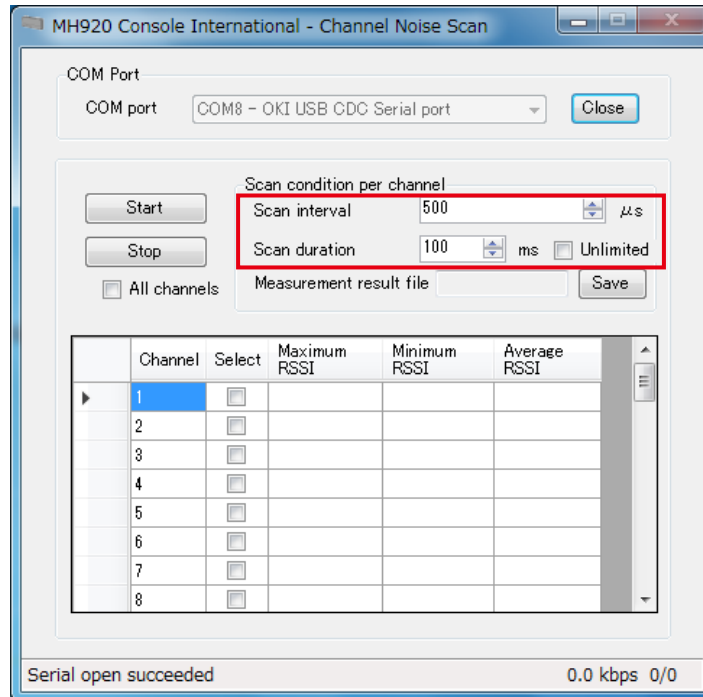 MH920 Console International - Channel Noise Scan
COM Port
COM port COM8 - OKI USB CDC Serial port Close
Scan condition per channel
Start Scan interval 500 μs
Stop Scan duration 100 ms Unlimited
All channels Measurement result file Save
Channel Select Maximum RSSI Minimum RSSI Average RSSI
1
2
3
4
5
6
7
8
Serial open succeeded 0.0 kbps 0/0